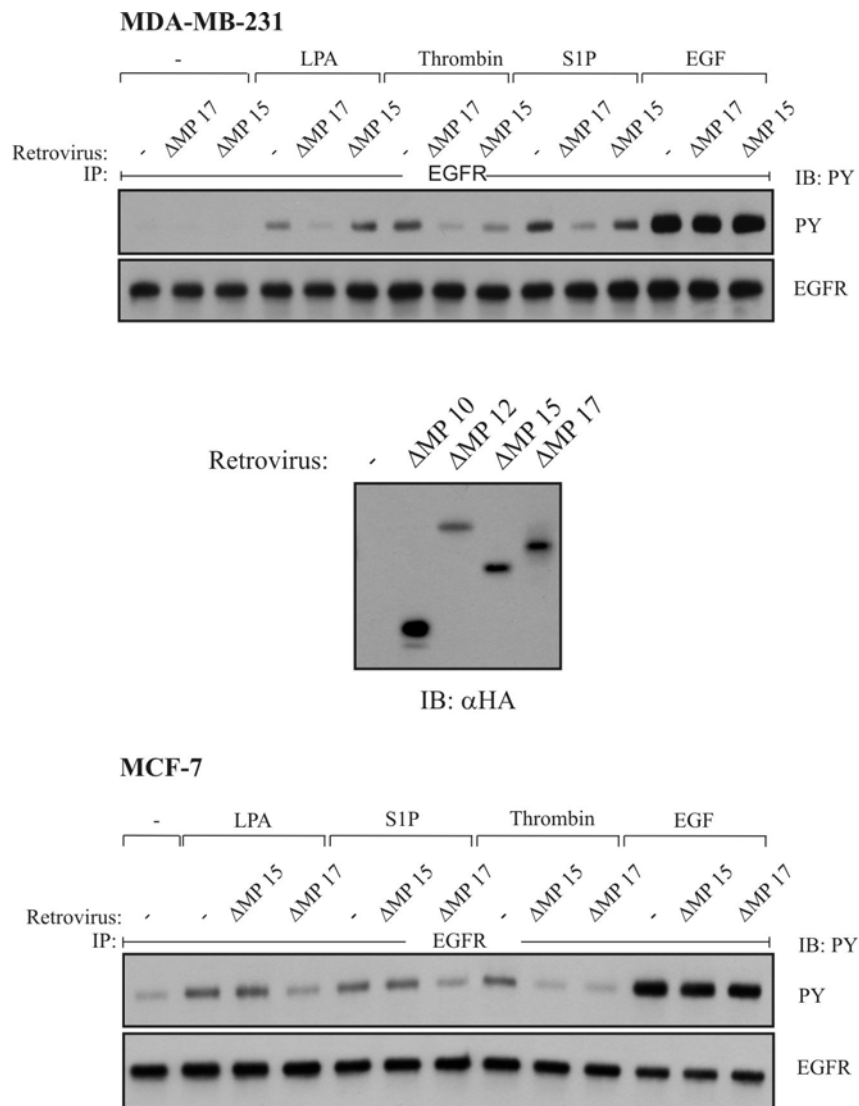 MDA-MB-231
- LPA Thrombin S1P EGF
Retrovirus: - ΔMP 17 ΔMP 15 - ΔMP 17 ΔMP 15 - ΔMP 17 ΔMP 15 - ΔMP 17 ΔMP 15 - ΔMP 17 ΔMP 15
IP: EGFR IB: PY
PY
EGFR
Retrovirus: - ΔMP 10 ΔMP 12 ΔMP 15 ΔMP 17
IB: αHA
MCF-7
- LPA S1P Thrombin EGF
Retrovirus: - - ΔMP 15 ΔMP 17 - ΔMP 15 ΔMP 17 - ΔMP 15 ΔMP 17 - ΔMP 15 ΔMP 17
IP: EGFR IB: PY
PY
EGFR